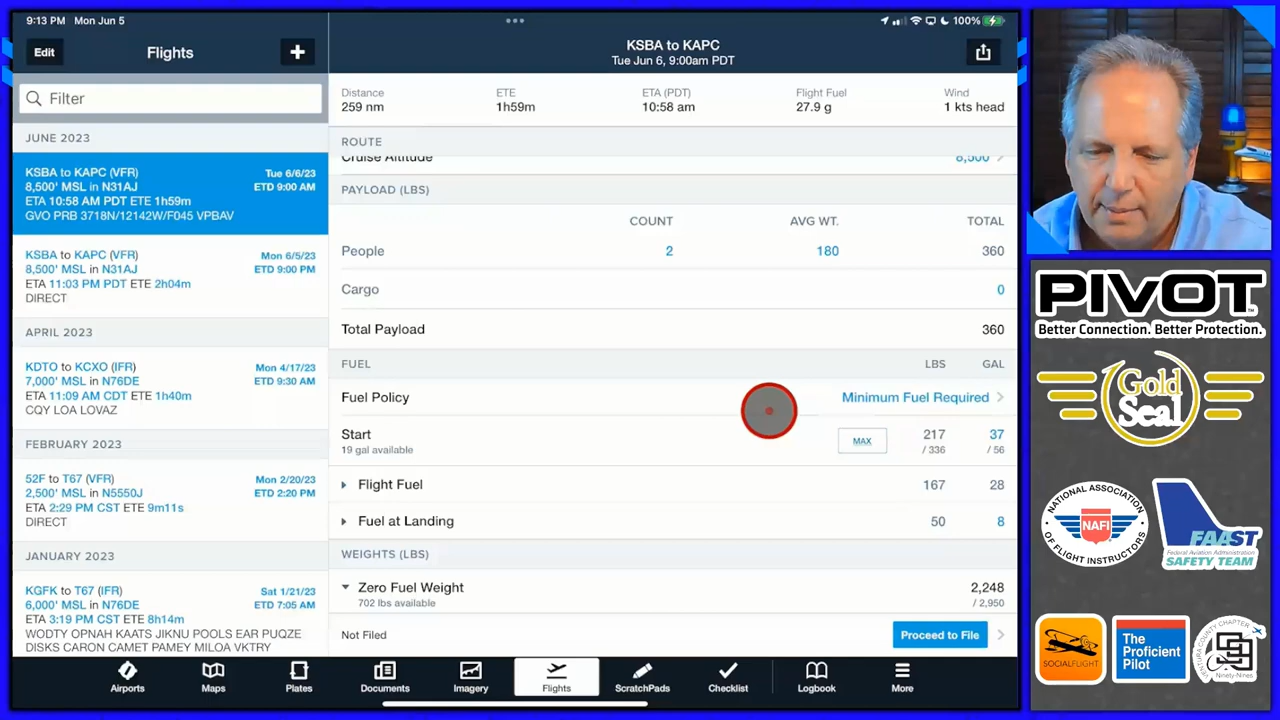 9:13 PM Mon Jun 5
100%
Edit
Flights
+
Filter
JUNE 2023
KSBA to KAPC (VFR)
Tue 6/6/23
8,500' MSL in N31AJ
ETD 9:00 AM
ETA 10:58 AM PDT ETE 1h59m
GVO PRB 3718N/12142W/F045 VPBAV
KSBA to KAPC (VFR)
Mon 6/5/23
8,500' MSL in N31AJ
ETD 9:00 PM
ETA 11:03 PM PDT ETE 2h04m
DIRECT
APRIL 2023
KDTO to KCXO (IFR)
Mon 4/17/23
7,000' MSL in N76DE
ETD 9:30 AM
ETA 11:09 AM CDT ETE 1h40m
CQY LOA LOVAZ
FEBRUARY 2023
52F to T67 (VFR)
Mon 2/20/23
2,500' MSL in N5550J
ETD 2:20 PM
ETA 2:29 PM CST ETE 9m11s
DIRECT
JANUARY 2023
KGFK to T67 (IFR)
Sat 1/21/23
6,000' MSL in N76DE
ETD 7:05 AM
ETA 3:19 PM CST ETE 8h14m
WODTY OPNAH KAATS JIKNU POOLS EAR PUQZE
DISKS CARON CAMET PAMEY MILOA VKTRY
KSBA to KAPC
Tue Jun 6, 9:00am PDT
Distance ETE ETA (PDT) Flight Fuel Wind
259 nm 1h59m 10:58 am 27.9 g 1 kts head
ROUTE
Cruise Altitude 8,500
PAYLOAD (LBS)
COUNT AVG WT. TOTAL
People 2 180 360
Cargo 0
Total Payload 360
FUEL LBS GAL
Fuel Policy Minimum Fuel Required
Start MAX 217 37
19 gal available / 336 / 56
Flight Fuel 167 28
Fuel at Landing 50 8
WEIGHTS (LBS)
Zero Fuel Weight 2,248
702 lbs available / 2,950
Not Filed Proceed to File
Airports Maps Plates Documents Imagery Flights ScratchPads Checklist Logbook More
PIVOT
Better Connection. Better Protection.
Gold
Seal
NATIONAL ASSOCIATION
NAFI
OF FLIGHT INSTRUCTORS
FAAST
Federal Aviation Administration
SAFETY TEAM
SOCIALFLIGHT
The
Proficient
Pilot
VENTURA COUNTY CHAPTER
99
Ninety-Nines